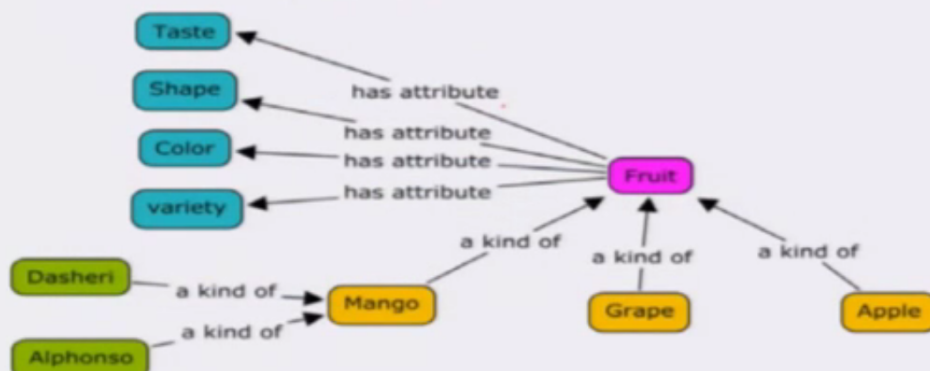 Taste
has attribute
Shape
has attribute
Color
has attribute
Fruit
variety
has attribute
a kind of
a kind of
a kind of
Dasheri
a kind of
Mango
Grape
Apple
a kind of
Alphonso